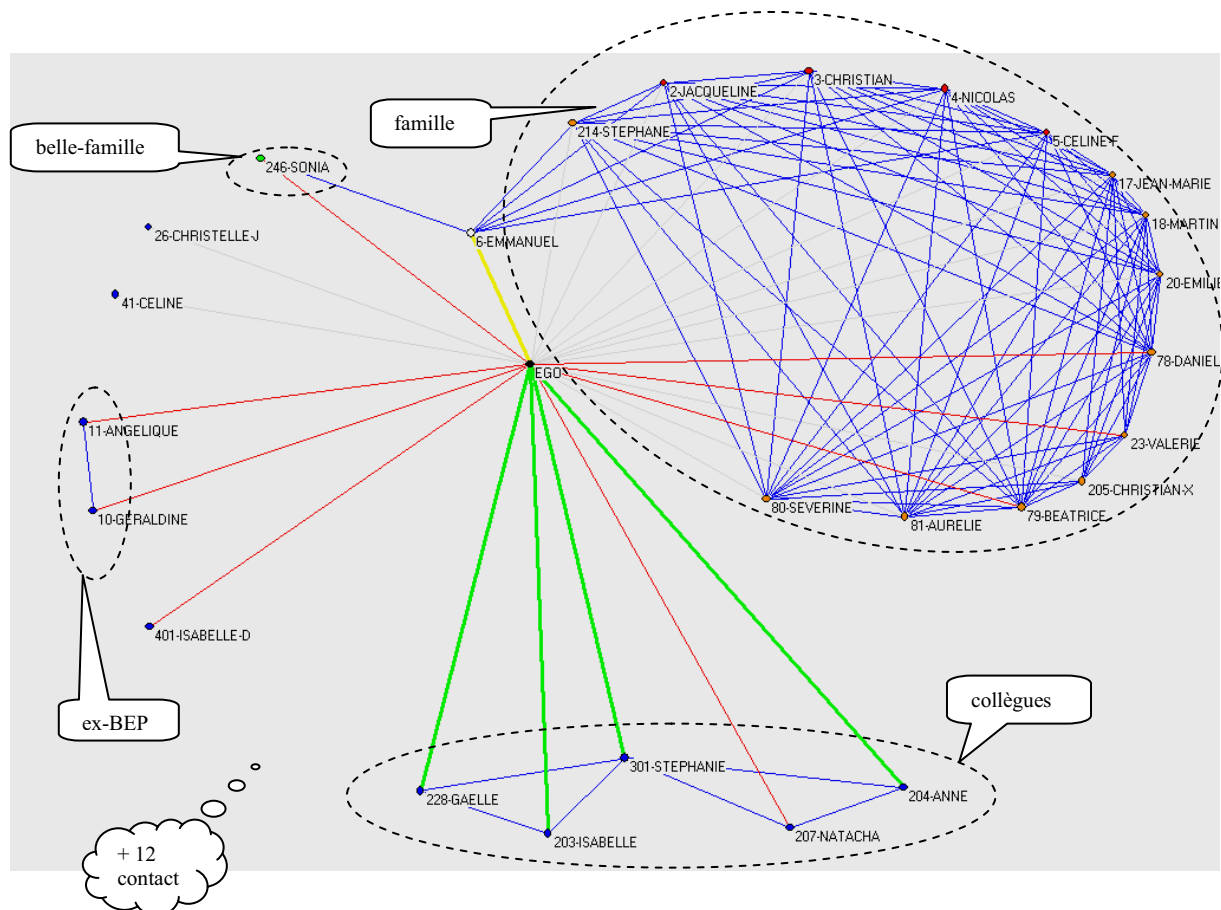 3-CHRISTIAN
2-JACQUELINE
4-NICOLAS
famille
214-STEPHANE
5-CELINE-F
belle-famille
246-SONIA
17-JEAN-MARIE
18-MARTIN
26-CHRISTELLE-J
6-EMMANUEL
20-EMILIE
41-CELINE
EGO
78-DANIEL
11-ANGELIQUE
23-VALERIE
205-CHRISTIAN-X
80-SEVERINE
79-BEATRICE
10-GERALDINE
81-AURELIE
401-ISABELLE-D
collègues
ex-BEP
301-STEPHANIE
228-GAELLE
204-ANNE
207-NATACHA
203-ISABELLE
+ 12
contact